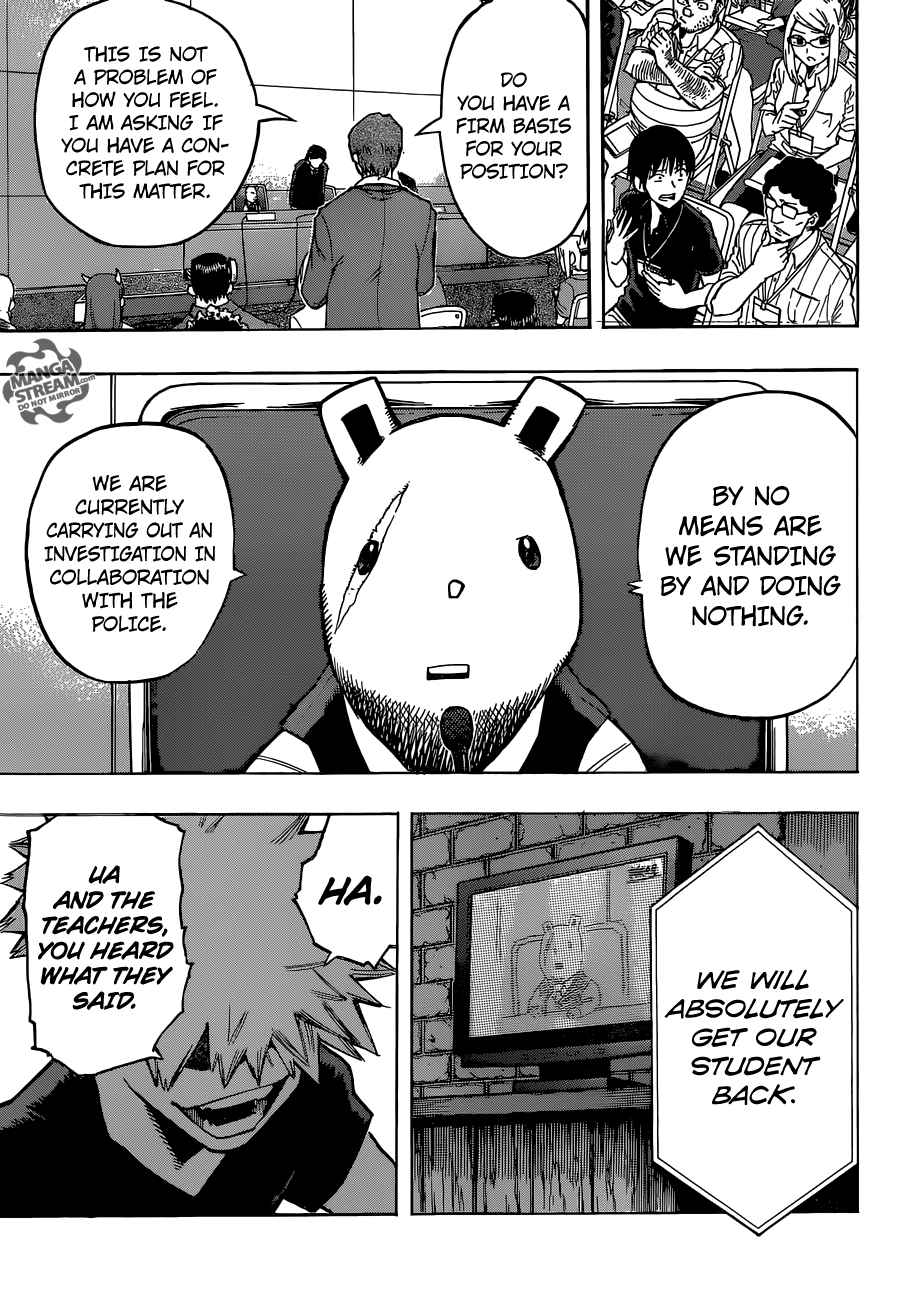 DO
YOU HAVE A
FIRM BASIS
FOR YOUR
POSITION?
THIS IS NOT
A PROBLEM OF
HOW YOU FEEL.
I AM ASKING IF
YOU HAVE A CON-
CRETE PLAN FOR
THIS MATTER.
MANGA
STREAM.com
DO NOT MIRROR!
BY NO
MEANS ARE
WE STANDING
BY AND DOING
NOTHING.
WE ARE
CURRENTLY
CARRYING OUT AN
INVESTIGATION IN
COLLABORATION
WITH THE
POLICE.
WE WILL
ABSOLUTELY
GET OUR
STUDENT
BACK.
HA.
UA
AND THE
TEACHERS,
YOU HEARD
WHAT THEY
SAID.